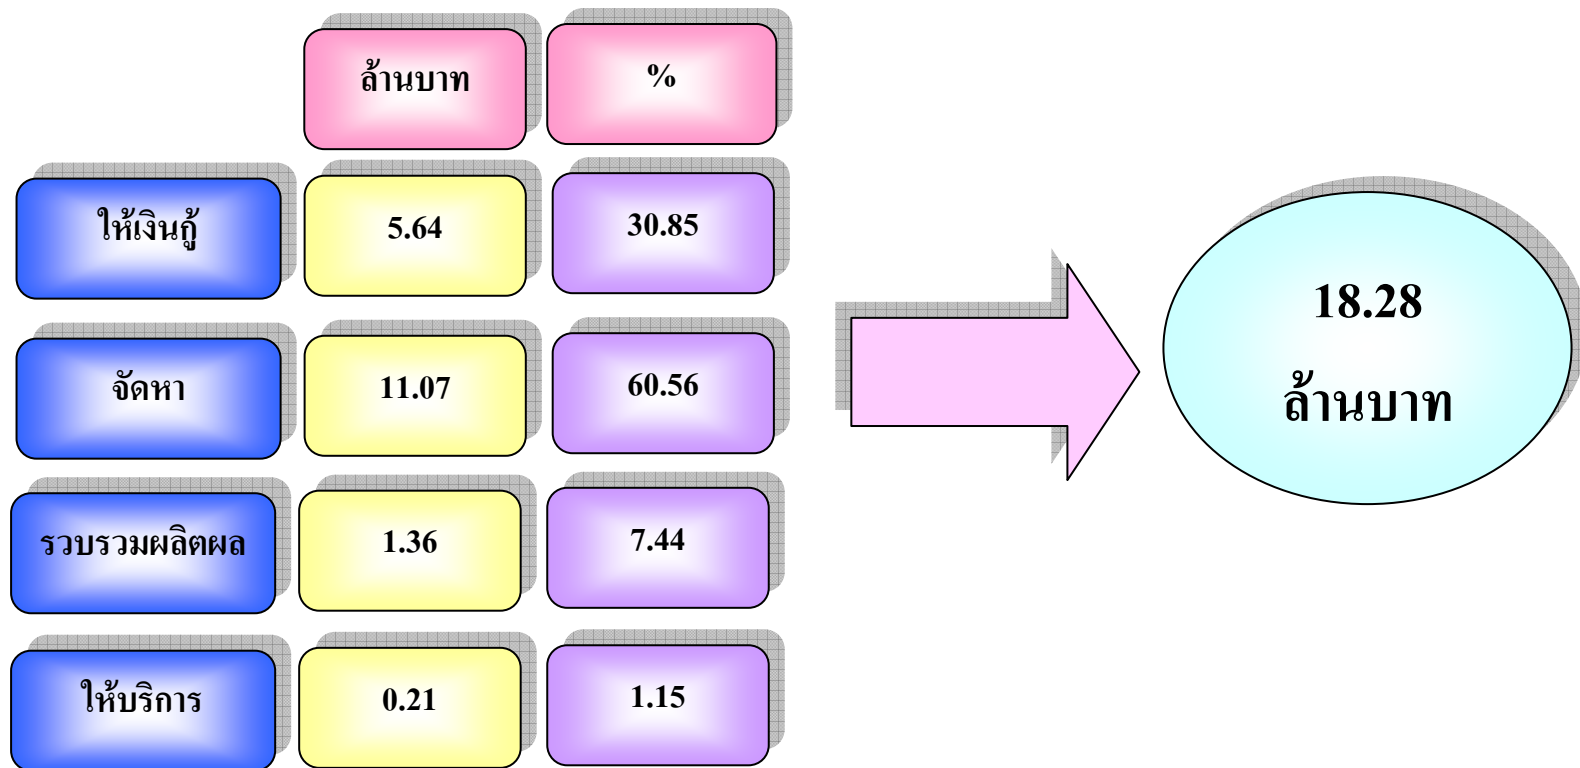 ล้านบาท %
ให้เงินกู้ 5.64 30.85
จัดหา 11.07 60.56
รวบรวมผลิตผล 1.36 7.44
ให้บริการ 0.21 1.15
18.28
ล้านบาท